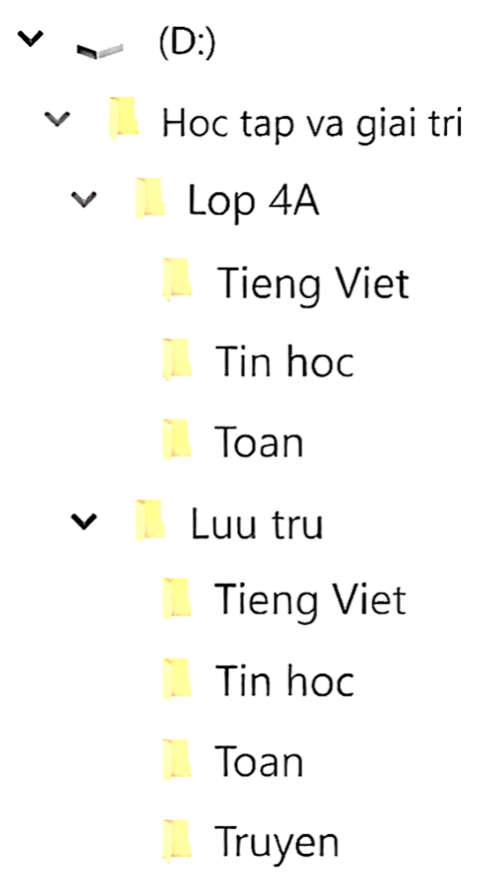 (D:)
Hoc tap va giai tri
Lop 4A
Tieng Viet
Tin hoc
Toan
Luu tru
Tieng Viet
Tin hoc
Toan
Truyen